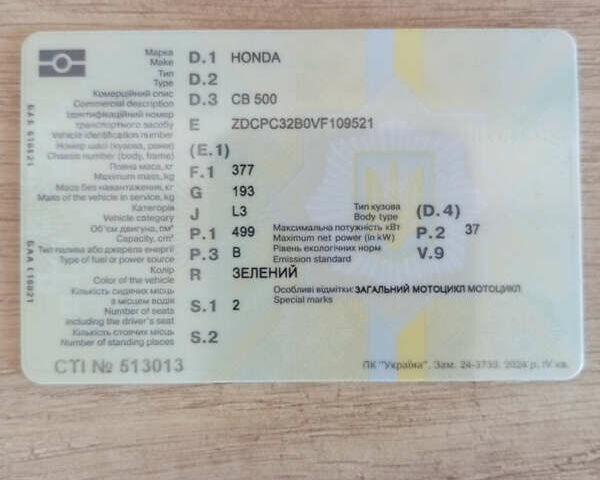 Марка
Make D.1 HONDA
Тип
Type D.2
Комерційний опис
Commercial description D.3 CB 500
Ідентифікаційний номер
транспортного засобу
Vehicle identification number E ZDCPC32B0VF109521
Номер шасі (кузова, рами)
Chassis number (body, frame) (E.1)
Повна маса, кг
Maximum mass, kg F.1 377
Маса без навантаження, кг
Mass of the vehicle in service, kg G 193
Категорія
Vehicle category J L3
Тип кузова
Body type (D.4)
Об'єм двигуна, см³
Capacity, cm³ P.1 499
Максимальна потужність кВт
Maximum net power (in kW) P.2 37
Тип палива або джерела енергії
Type of fuel or power source P.3 B
Рівень екологічних норм
Emission standard V.9
Колір
Color of the vehicle R ЗЕЛЕНИЙ
Особливі відмітки: ЗАГАЛЬНИЙ МОТОЦИКЛ МОТОЦИКЛ
Special marks
Кількість сидячих місць
з місцем водія
Number of seats
including the driver's seat S.1 2
Кількість стоячих місць
Number of standing places S.2
СТІ № 513013
ПК "Україна". Зам. 24-3739. 2024 р. IV кв.